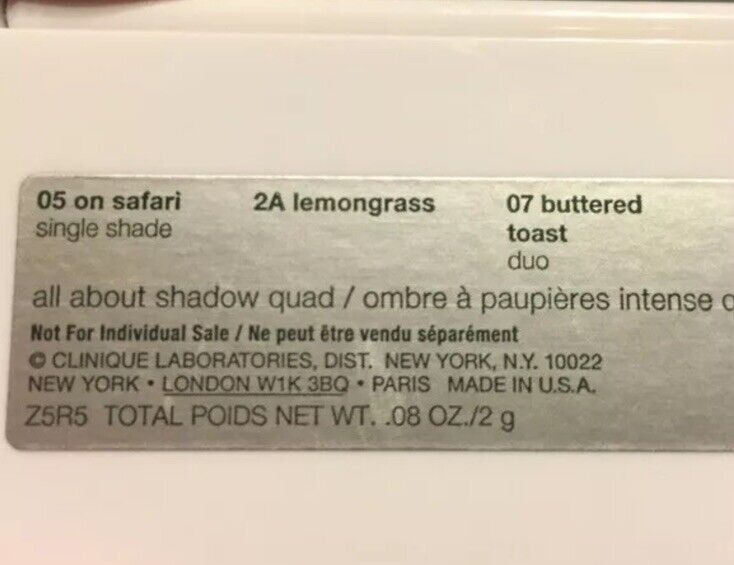 05 on safari 2A lemongrass 07 buttered
single shade toast
duo
all about shadow quad / ombre à paupières intense
Not For Individual Sale / Ne peut être vendu séparément
© CLINIQUE LABORATORIES, DIST. NEW YORK, N.Y. 10022
NEW YORK • LONDON W1K 3BQ • PARIS MADE IN U.S.A.
Z5R5 TOTAL POIDS NET WT. .08 OZ./2 g